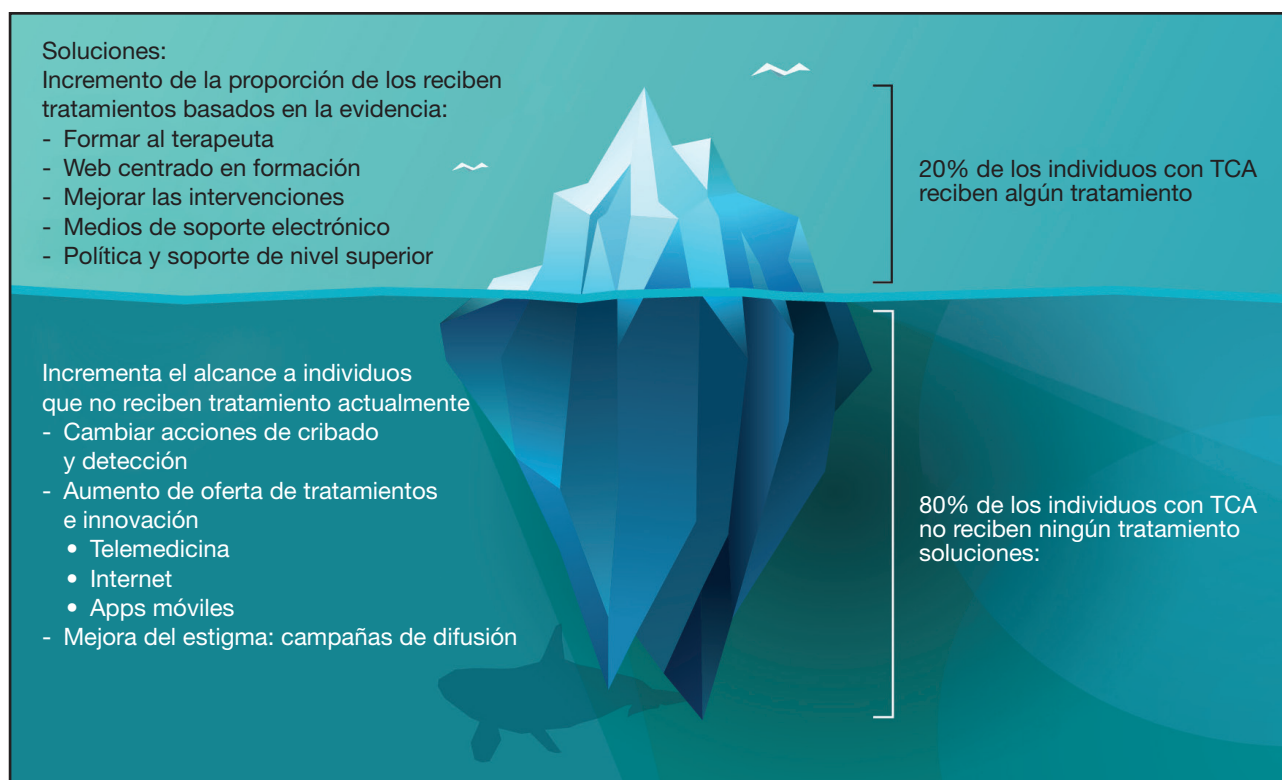 Soluciones:
Incremento de la proporción de los reciben
tratamientos basados en la evidencia:
- Formar al terapeuta
- Web centrado en formación
- Mejorar las intervenciones
- Medios de soporte electrónico
- Política y soporte de nivel superior
20% de los individuos con TCA
reciben algún tratamiento
Incrementa el alcance a individuos
que no reciben tratamiento actualmente
- Cambiar acciones de cribado
y detección
- Aumento de oferta de tratamientos
e innovación
• Telemedicina
• Internet
• Apps móviles
- Mejora del estigma: campañas de difusión
80% de los individuos con TCA
no reciben ningún tratamiento
soluciones: